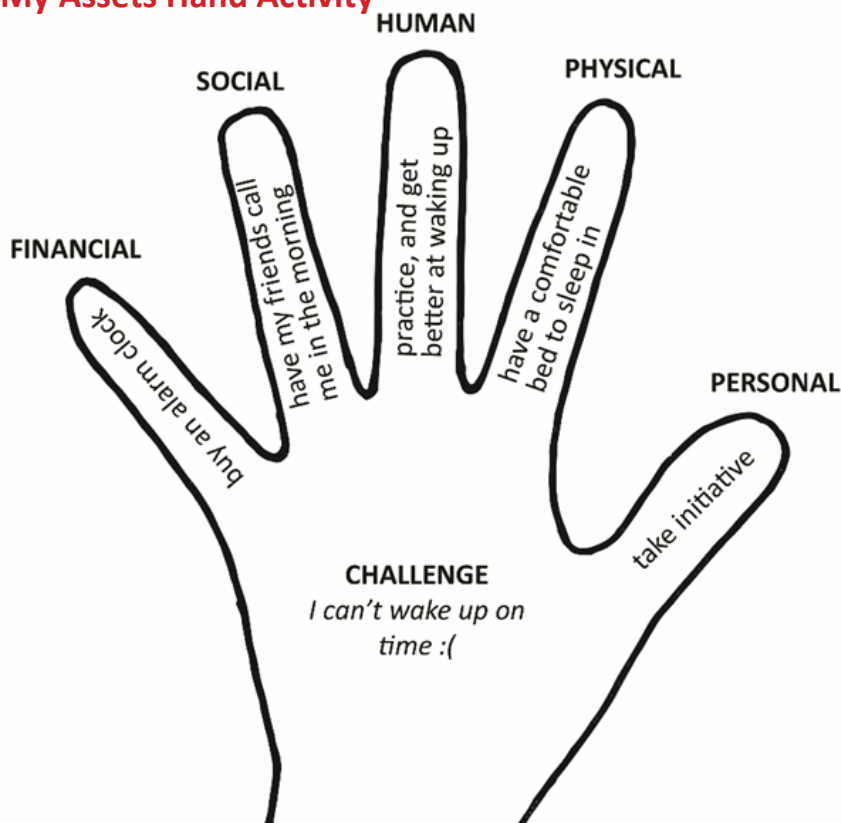 My Assets Hand Activity
HUMAN
SOCIAL
PHYSICAL
FINANCIAL
PERSONAL
buy an alarm clock
have my friends call
me in the morning
practice, and get
better at waking up
have a comfortable
bed to sleep in
take initiative
CHALLENGE
I can't wake up on
time :(